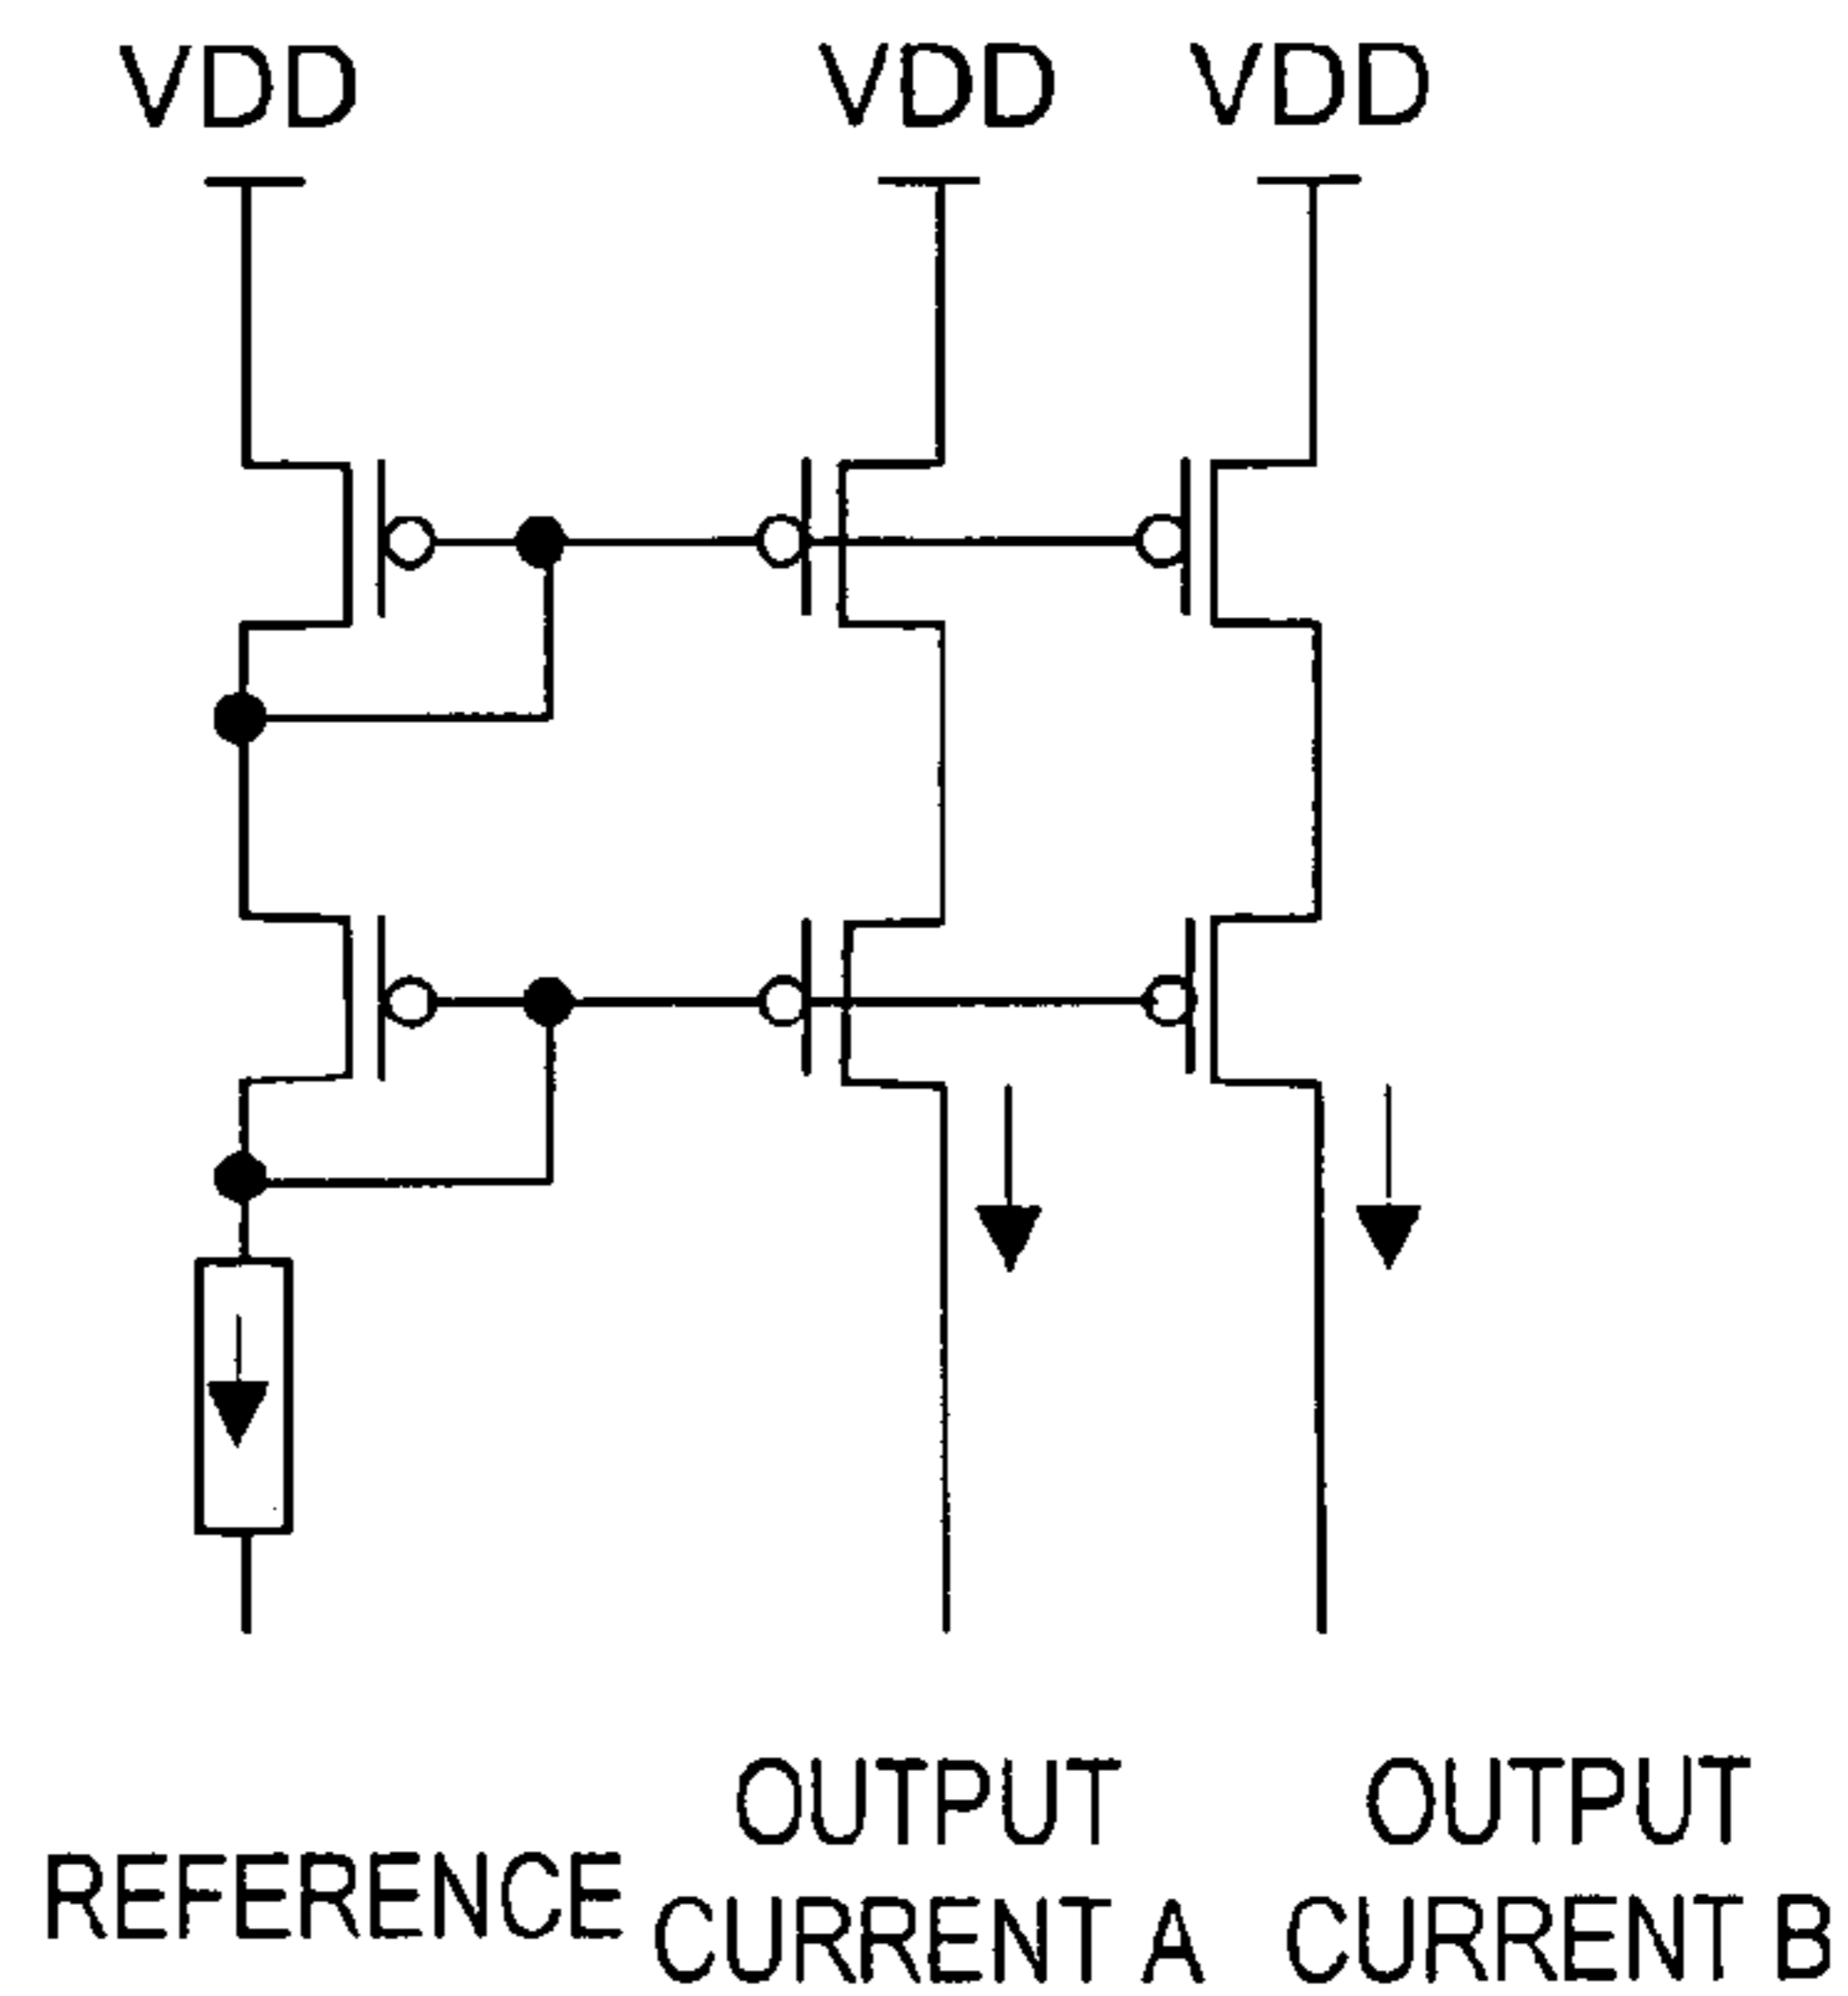 VDD VDD VDD
REFERENCE
OUTPUT
CURRENT A
OUTPUT
CURRENT B